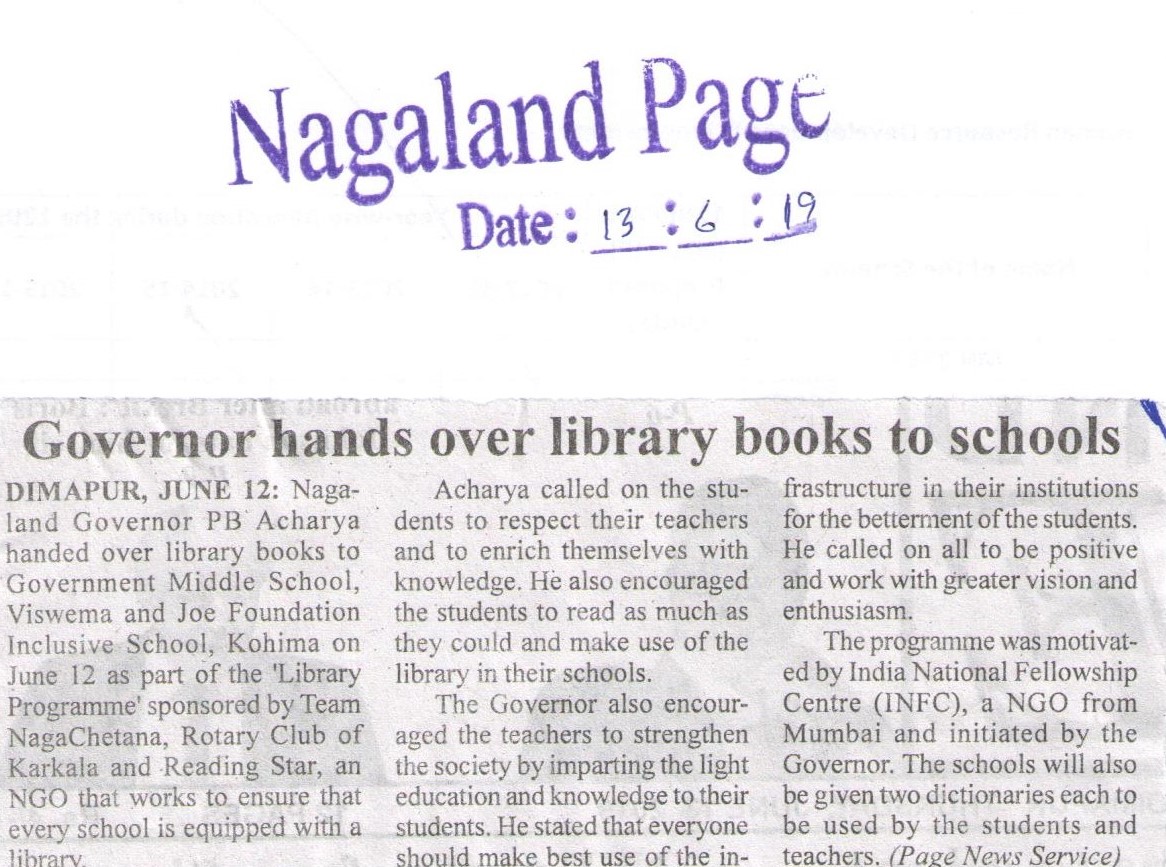 Nagaland Page
Date : 13 : 6 : 19
Governor hands over library books to schools
DIMAPUR, JUNE 12: Naga-
land Governor PB Acharya
handed over library books to
Government Middle School,
Viswema and Joe Foundation
Inclusive School, Kohima on
June 12 as part of the 'Library
Programme' sponsored by Team
NagaChetana, Rotary Club of
Karkala and Reading Star, an
NGO that works to ensure that
every school is equipped with a
library.
Acharya called on the stu-
dents to respect their teachers
and to enrich themselves with
knowledge. He also encouraged
the students to read as much as
they could and make use of the
library in their schools.
The Governor also encour-
aged the teachers to strengthen
the society by imparting the light
education and knowledge to their
students. He stated that everyone
should make best use of the in-
frastructure in their institutions
for the betterment of the students.
He called on all to be positive
and work with greater vision and
enthusiasm.
The programme was motivat-
ed by India National Fellowship
Centre (INFC), a NGO from
Mumbai and initiated by the
Governor. The schools will also
be given two dictionaries each to
be used by the students and
teachers. (Page News Service)